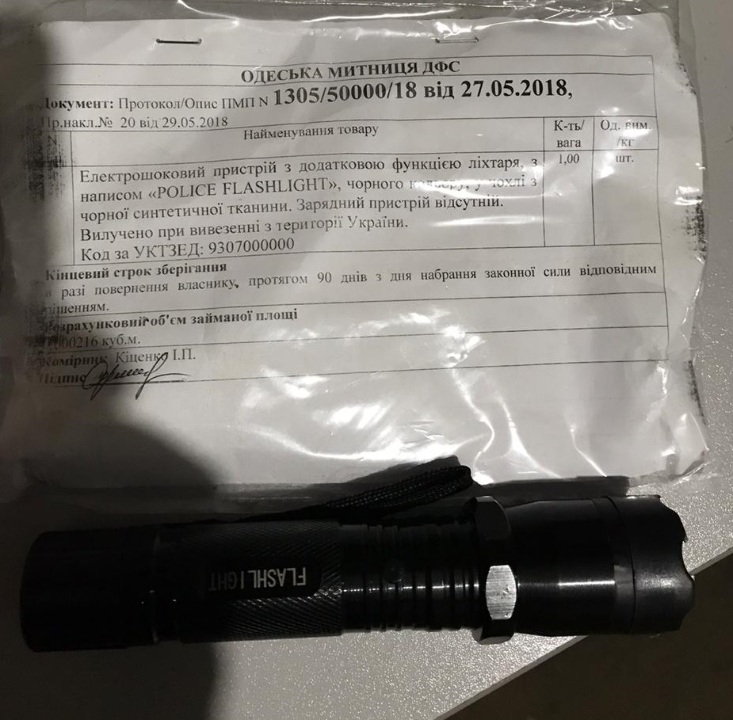 ОДЕСЬКА МИТНИЦЯ ДФС
Документ: Протокол/Опис ПМП N 1305/50000/18 від 27.05.2018,
Пр.накл.№ 20 від 29.05.2018
Найменування товару
К-ть/
вага
Од. вим.
/кг
Електрошоковий пристрій з додатковою функцією ліхтаря, з
написом «POLICE FLASHLIGHT», чорного кольору, у чохлі з
чорної синтетичної тканини. Зарядний пристрій відсутній.
Вилучено при вивезенні з території України.
Код за УКТЗЕД: 9307000000
1,00
шт.
Кінцевий строк зберігання
в разі повернення власнику, протягом 90 днів з дня набрання законної сили відповідним
рішенням.
Розрахунковий об'єм займаної площі
куб.м.
Комірник Кіценко І.П.
Підпис
FLASHLIGHT